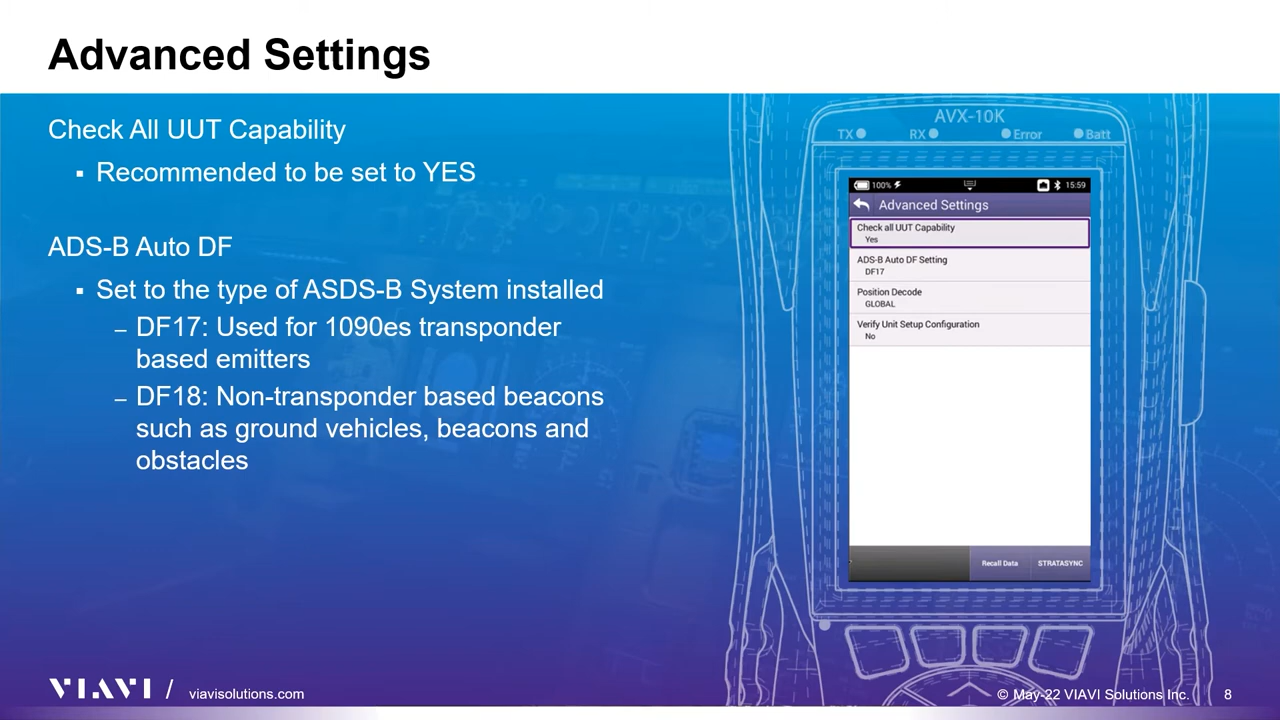 Advanced Settings
Check All UUT Capability
▪ Recommended to be set to YES
ADS-B Auto DF
▪ Set to the type of ASDS-B System installed
– DF17: Used for 1090es transponder
based emitters
– DF18: Non-transponder based beacons
such as ground vehicles, beacons and
obstacles
AVX-10K
TX RX Error Batt
100% 15:59
Advanced Settings
Check all UUT Capability
Yes
ADS-B Auto DF Setting
DF17
Position Decode
GLOBAL
Verify Unit Setup Configuration
No
Recall Data STRATASYNC
VIAVI / viavisolutions.com
© May-22 VIAVI Solutions Inc. 8